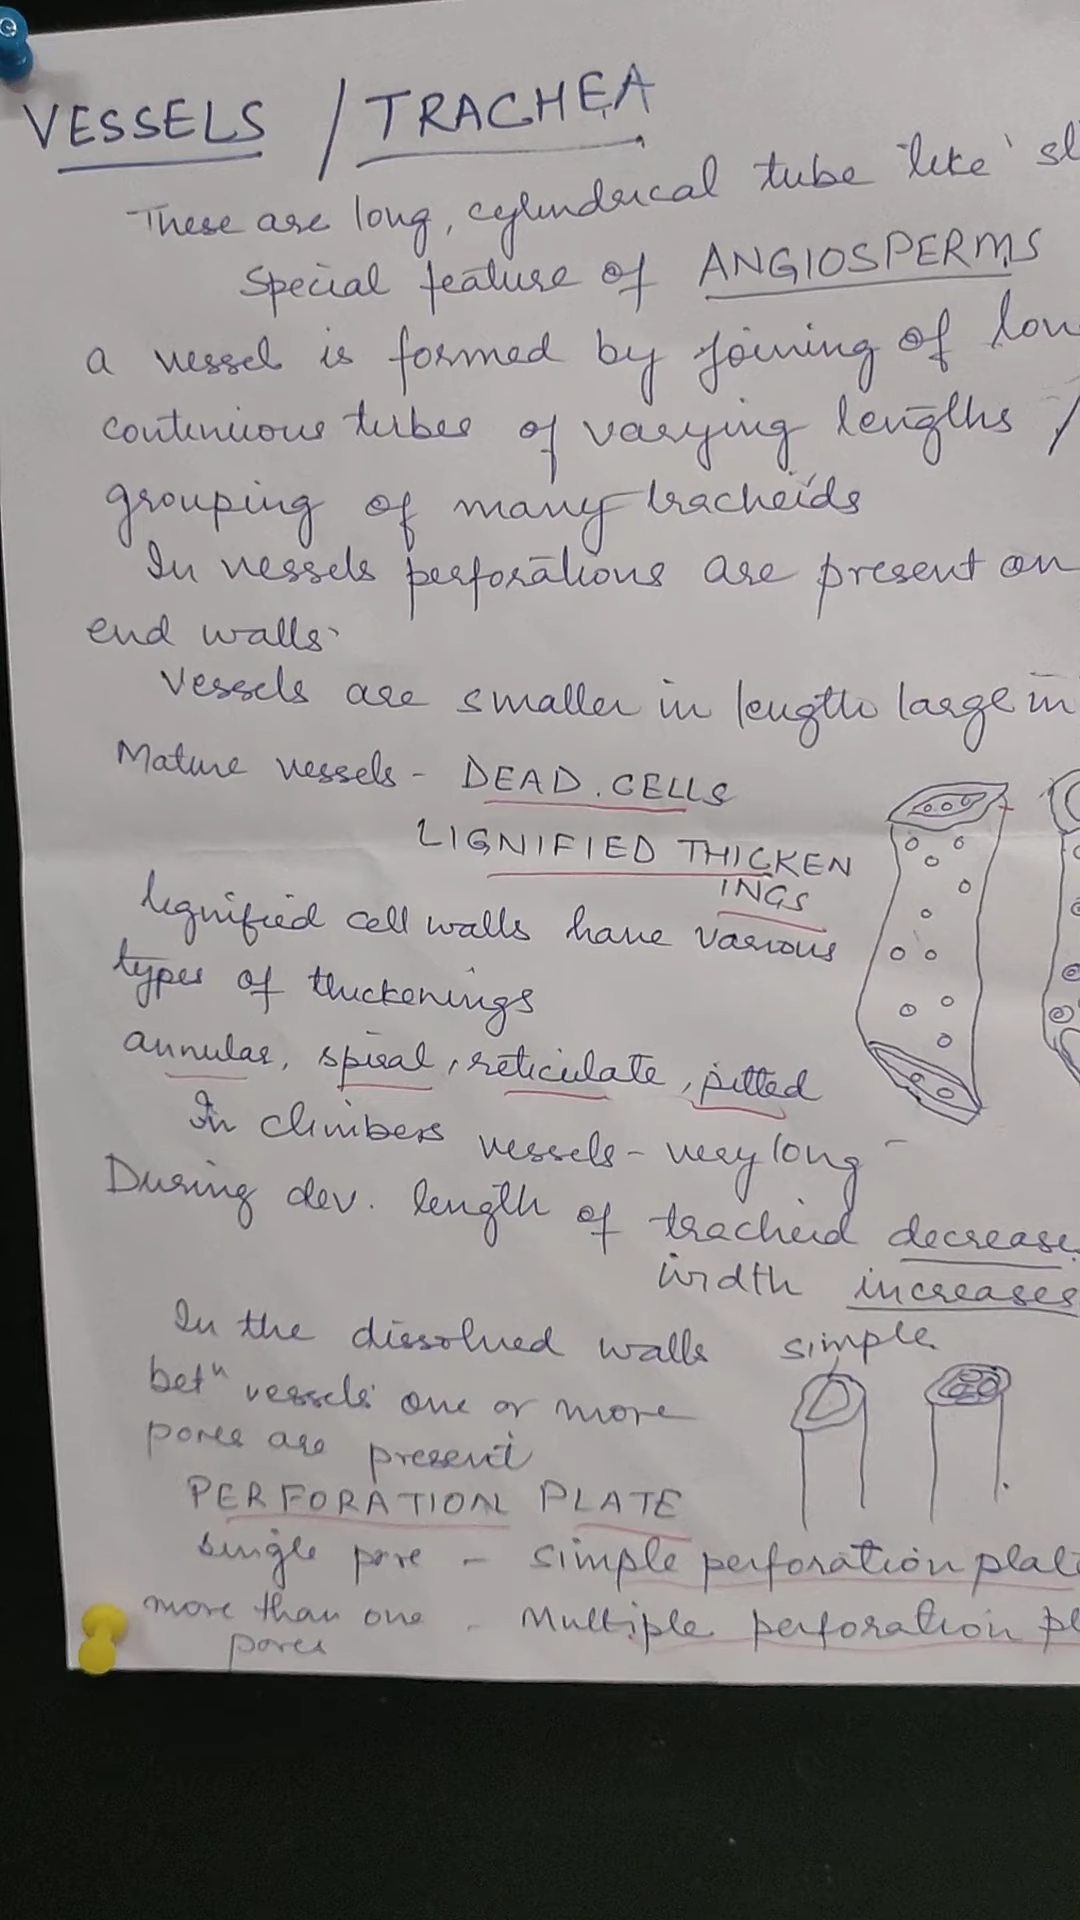 VESSELS / TRACHEA
These are long, cylinderical tube like
Special feature of ANGIOSPERMS
a vessel is formed by joining of
continuous tubes of varying lengths /
grouping of many tracheids
In vessels perforations are present on
end walls.
Vessels are smaller in length large in
Mature vessels - DEAD CELLS
LIGNIFIED THICKEN
INGS
lignified cell walls have various
types of thickenings
annular, spiral, reticulate, pitted
In climbers vessels - very long
During dev. length of tracheid decrease
width increases
In the dissolved walls
simple
betn vessels one or more
pores are present
PERFORATION PLATE
single pore - simple perforation
more than one - Multiple perforation
pores